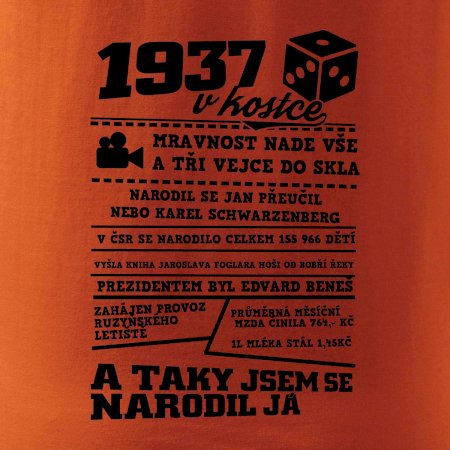 1937
v kostce
MRAVNOST NADE VŠE
A TŘI VEJCE DO SKLA
NARODIL SE JAN PŘEUČIL
NEBO KAREL SCHWARZENBERG
V ČSR SE NARODILO CELKEM 155 966 DĚTÍ
VYŠLA KNIHA JAROSLAVA FOGLARA HOŠI OD BOBŘÍ ŘEKY
PREZIDENTEM BYL EDVARD BENEŠ
ZAHÁJEN PROVOZ
RUZYŇSKÉHO
LETIŠTĚ
PRŮMĚRNÁ MĚSÍČNÍ
MZDA ČINILA 764,- KČ
1L MLÉKA STÁL 1,45KČ
A TAKY JSEM SE
NARODIL JÁ